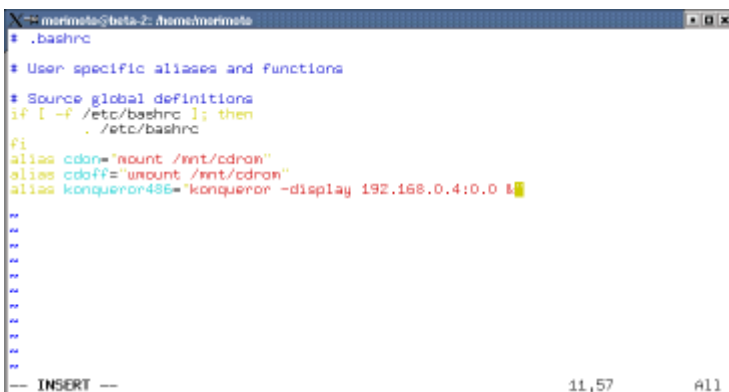 morimoto@beta-2: /home/morimoto
# .bashrc
# User specific aliases and functions
# Source global definitions
if [ -f /etc/bashrc ]; then
. /etc/bashrc
fi
alias cdon="mount /mnt/cdrom"
alias cdoff="umount /mnt/cdrom"
alias konqueror486="konqueror -display 192.168.0.4:0.0 &"
~
~
~
~
~
~
~
~
~
~
-- INSERT -- 11,57 All